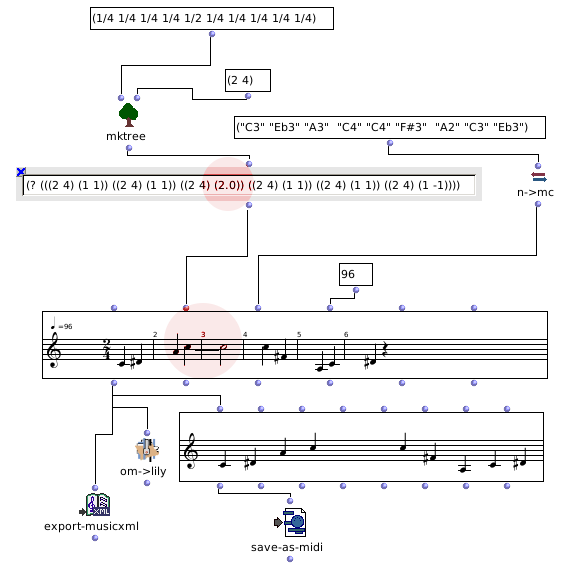 (1/4 1/4 1/4 1/4 1/2 1/4 1/4 1/4 1/4 1/4)
(2 4)
mktree
("C3" "Eb3" "A3"  "C4" "C4" "F#3"  "A2" "C3" "Eb3")
(? (((2 4) (1 1)) ((2 4) (1 1)) ((2 4) (2.0)) ((2 4) (1 1)) ((2 4) (1 1)) ((2 4) (1 -1))))
n->mc
96
=96
2 3 4 5 6
2
4
om->lily
XML
export-musicxml
save-as-midi